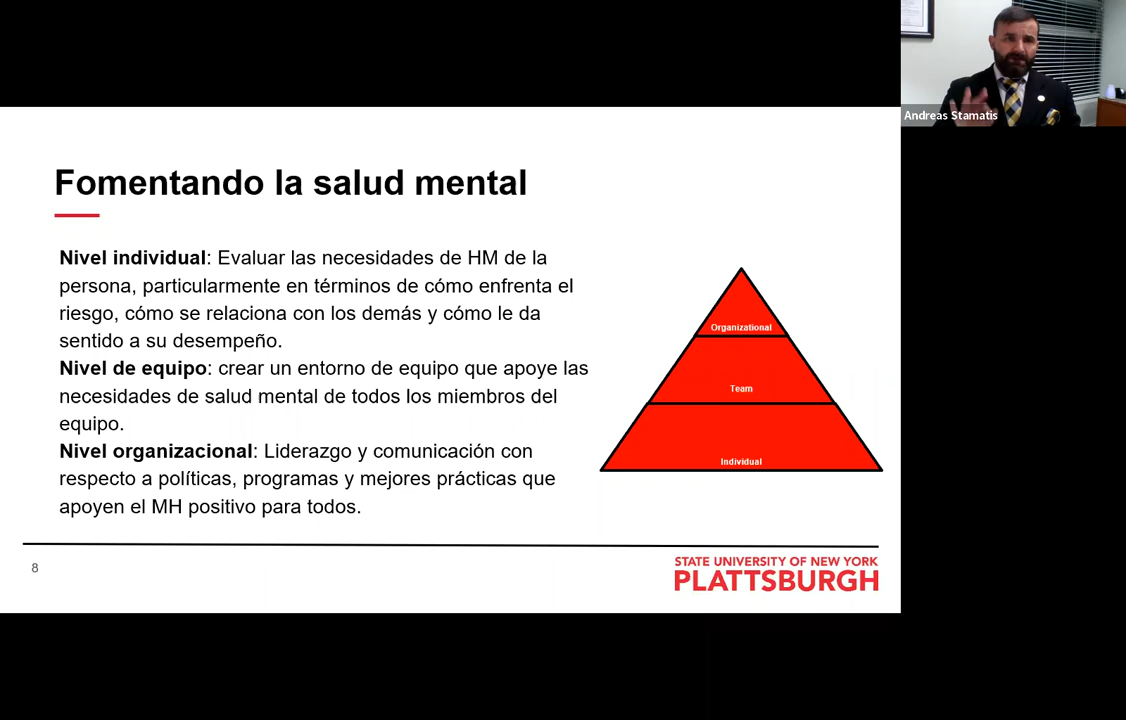 Andreas Stamatis
Fomentando la salud mental
Nivel individual: Evaluar las necesidades de HM de la
persona, particularmente en términos de cómo enfrenta el
riesgo, cómo se relaciona con los demás y cómo le da
sentido a su desempeño.
Nivel de equipo: crear un entorno de equipo que apoye las
necesidades de salud mental de todos los miembros del
equipo.
Nivel organizacional: Liderazgo y comunicación con
respecto a políticas, programas y mejores prácticas que
apoyen el MH positivo para todos.
Organizational
Team
Individual
8
STATE UNIVERSITY OF NEW YORK
PLATTSBURGH